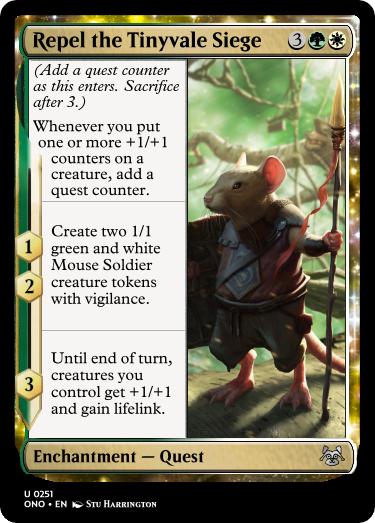 Repel the Tinyvale Siege 3
(Add a quest counter
as this enters. Sacrifice
after 3.)
Whenever you put
one or more +1/+1
counters on a
creature, add a
quest counter.
1
2
Create two 1/1
green and white
Mouse Soldier
creature tokens
with vigilance.
3
Until end of turn,
creatures you
control get +1/+1
and gain lifelink.
Enchantment — Quest
U 0251
ONO • EN Stu Harrington